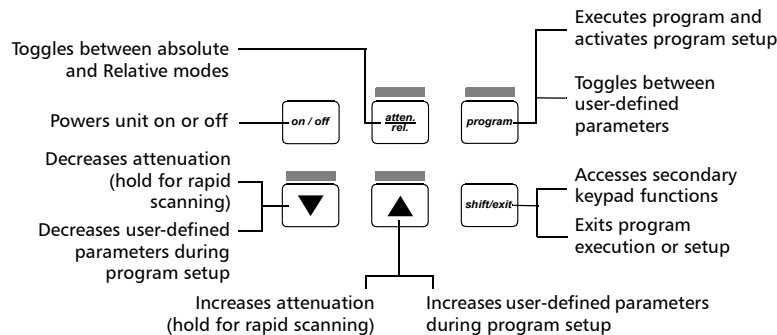 Executes program and
activates program setup
Toggles between absolute
and Relative modes
Toggles between
user-defined
parameters
Powers unit on or off
on / off
atten.
rel.
program
Decreases attenuation
(hold for rapid
scanning)
Decreases user-defined
parameters during
program setup
shift/exit
Accesses secondary
keypad functions
Exits program
execution or setup
Increases attenuation
(hold for rapid scanning)
Increases user-defined parameters
during program setup